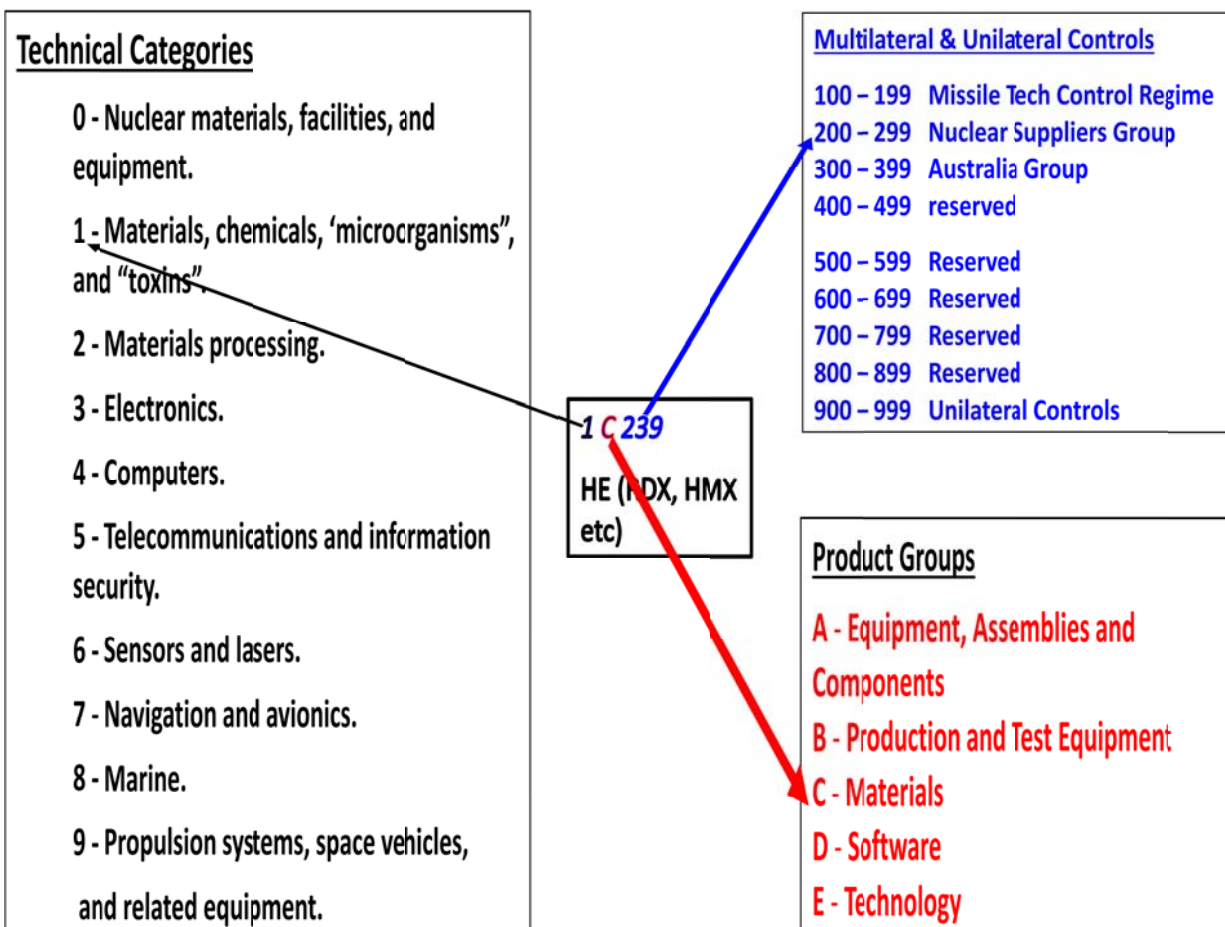 Technical Categories
0 - Nuclear materials, facilities, and
equipment.
1 - Materials, chemicals, ‘microorganisms”,
and “toxins”.
2 - Materials processing.
3 - Electronics.
4 - Computers.
5 - Telecommunications and information
security.
6 - Sensors and lasers.
7 - Navigation and avionics.
8 - Marine.
9 - Propulsion systems, space vehicles,
and related equipment.
1 C 239
HE (RDX, HMX
etc)
Multilateral & Unilateral Controls
100 – 199 Missile Tech Control Regime
200 – 299 Nuclear Suppliers Group
300 – 399 Australia Group
400 – 499 reserved
500 – 599 Reserved
600 – 699 Reserved
700 – 799 Reserved
800 – 899 Reserved
900 – 999 Unilateral Controls
Product Groups
A - Equipment, Assemblies and
Components
B - Production and Test Equipment
C - Materials
D - Software
E - Technology